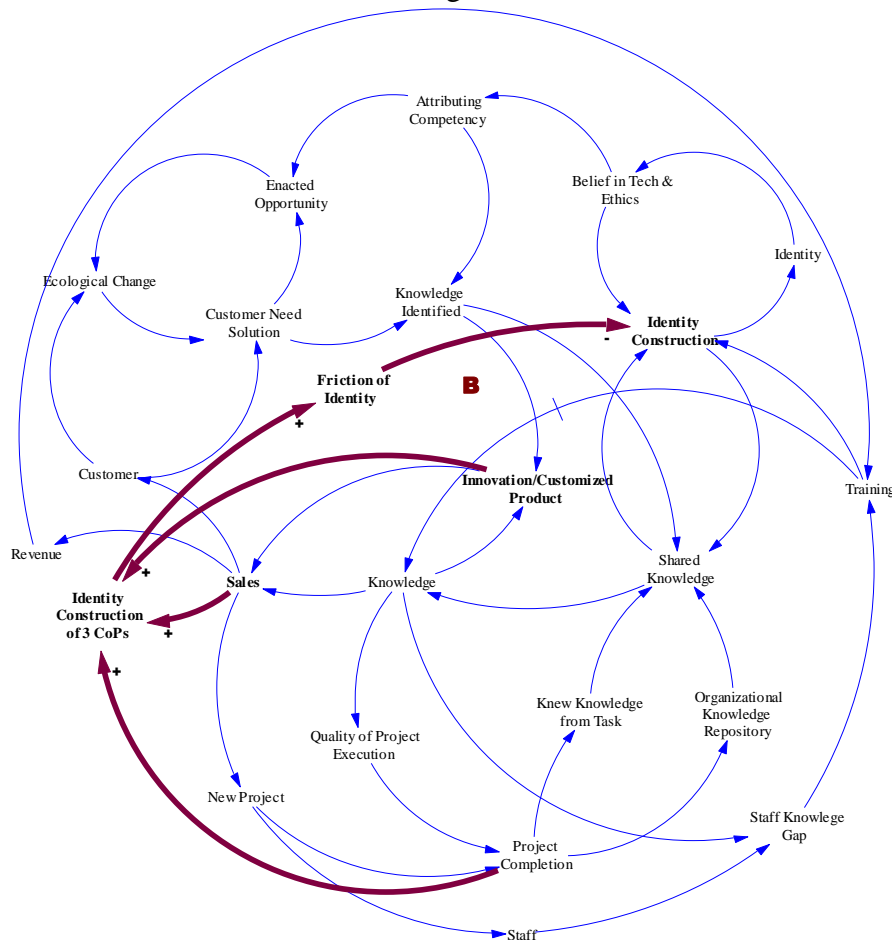 Attributing
Competency
Enacted
Opportunity
Belief in Tech &
Ethics
Identity
Ecological Change
Customer Need
Solution
Knowledge
Identified
Identity
Construction
-
Friction of
Identity
B
+
Customer
Innovation/Customized
Product
Training
Revenue
Sales
Knowledge
Shared
Knowledge
+
Identity
Construction
of 3 CoPs
+
+
Knew Knowledge
from Task
Organizational
Knowledge
Repository
Quality of Project
Execution
New Project
Staff Knowlege
Gap
Project
Completion
Staff